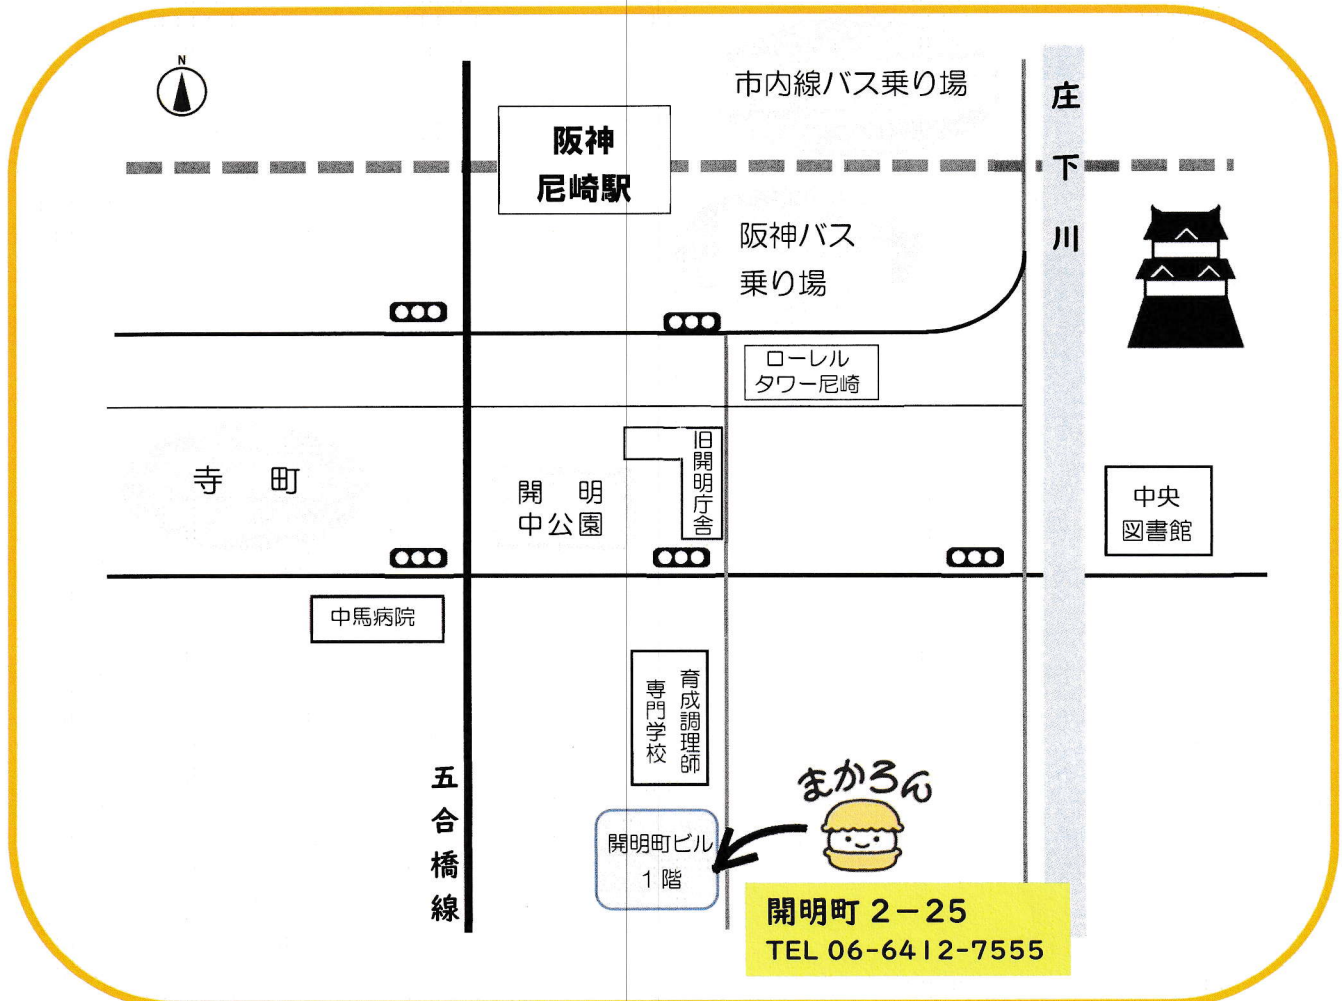 N
市内線バス乗り場
庄下川
阪神
尼崎駅
阪神バス
乗り場
ローレル
タワー尼崎
旧開明庁舎
寺 町
開 明
中公園
中央
図書館
中馬病院
育成調理師
専門学校
まかろん
五合橋線
開明町ビル
1階
開明町 2-25
TEL 06-6412-7555